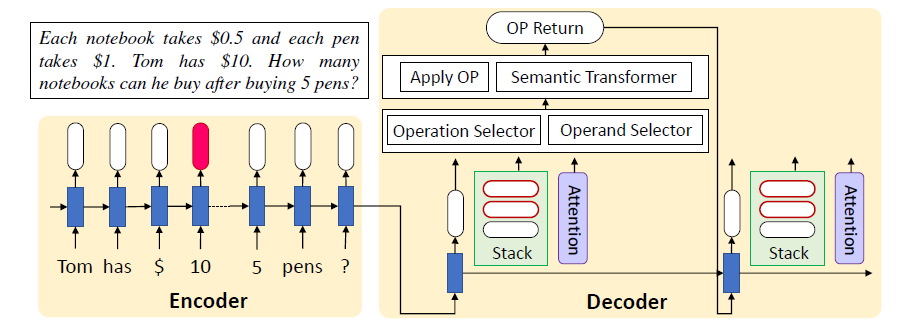 Each notebook takes $0.5 and each pen
takes $1. Tom has $10. How many
notebooks can he buy after buying 5 pens?
OP Return
Apply OP
Semantic Transformer
Operation Selector
Operand Selector
Attention
Stack
Attention
Stack
Tom has $ 10 5 pens ?
Encoder
Decoder